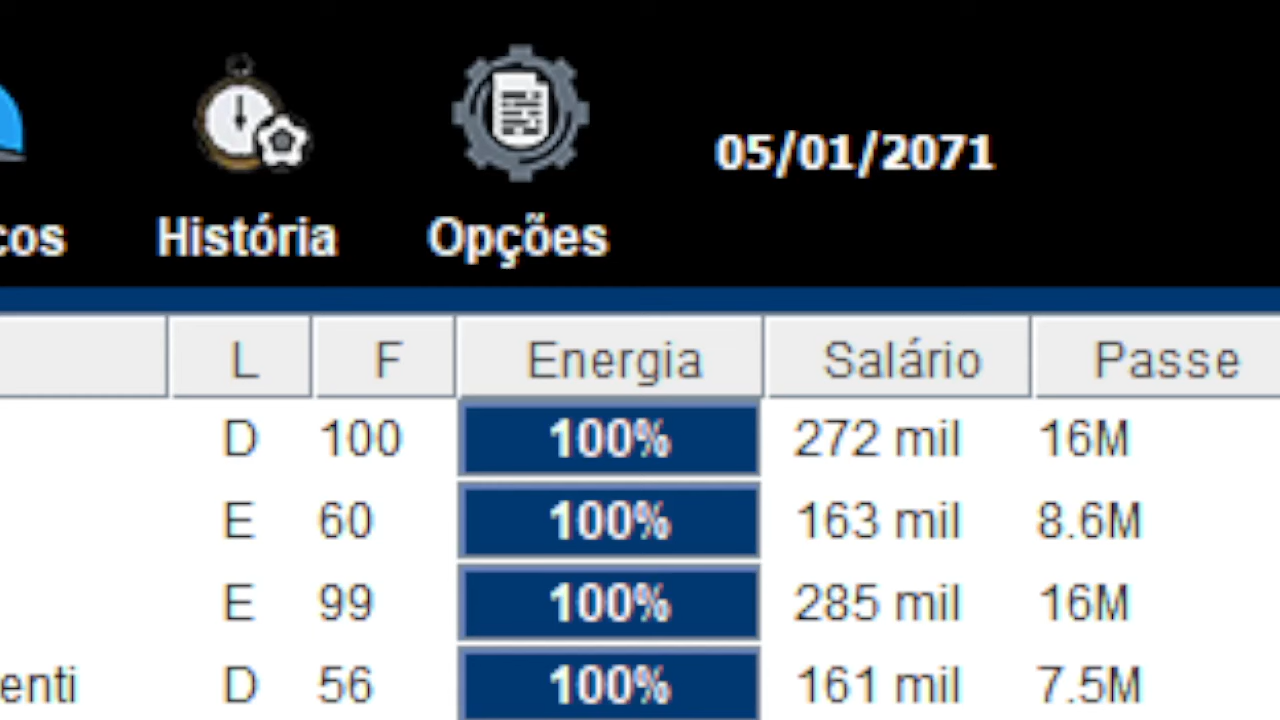 05/01/2071
cos História Opções
L F Energia Salário Passe
D 100 100% 272 mil 16M
E 60 100% 163 mil 8.6M
E 99 100% 285 mil 16M
enti D 56 100% 161 mil 7.5M